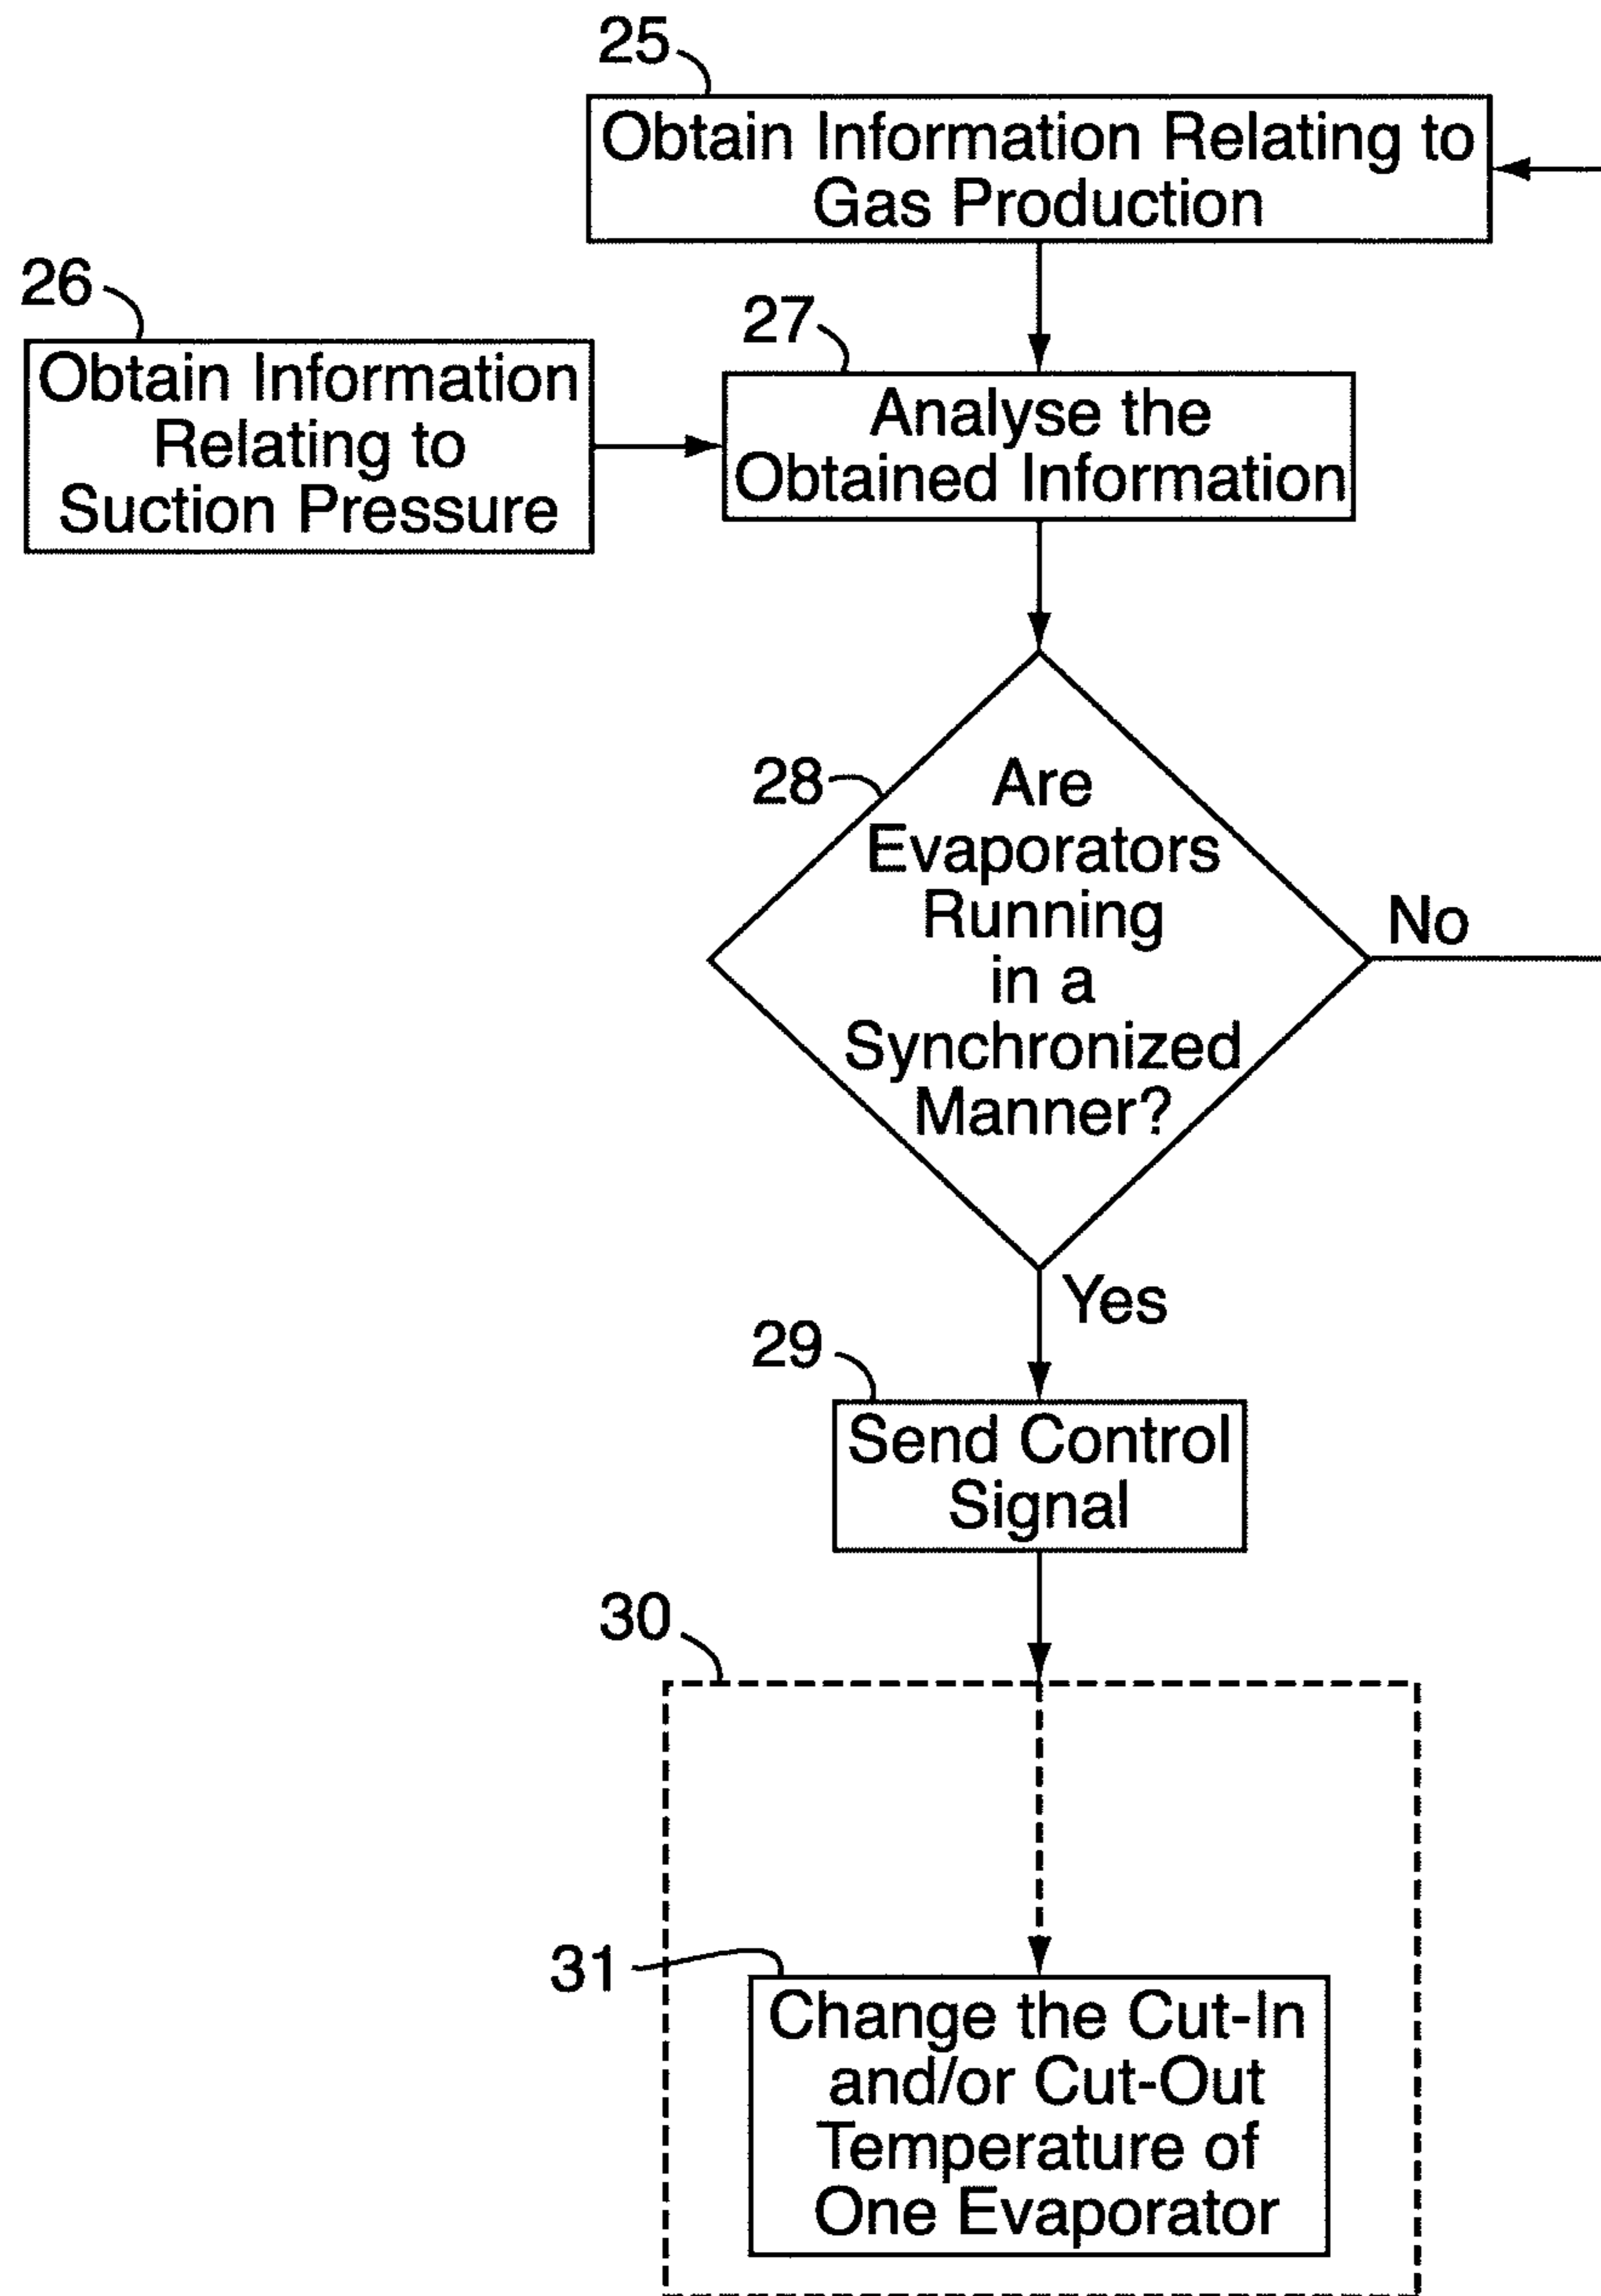 25
Obtain Information Relating to
Gas Production
26
Obtain Information
Relating to
Suction Pressure
27
Analyse the
Obtained Information
28
Are
Evaporators
Running
in a
Synchronized
Manner?
No
Yes
29
Send Control
Signal
30
31
Change the Cut-In
and/or Cut-Out
Temperature of
One Evaporator